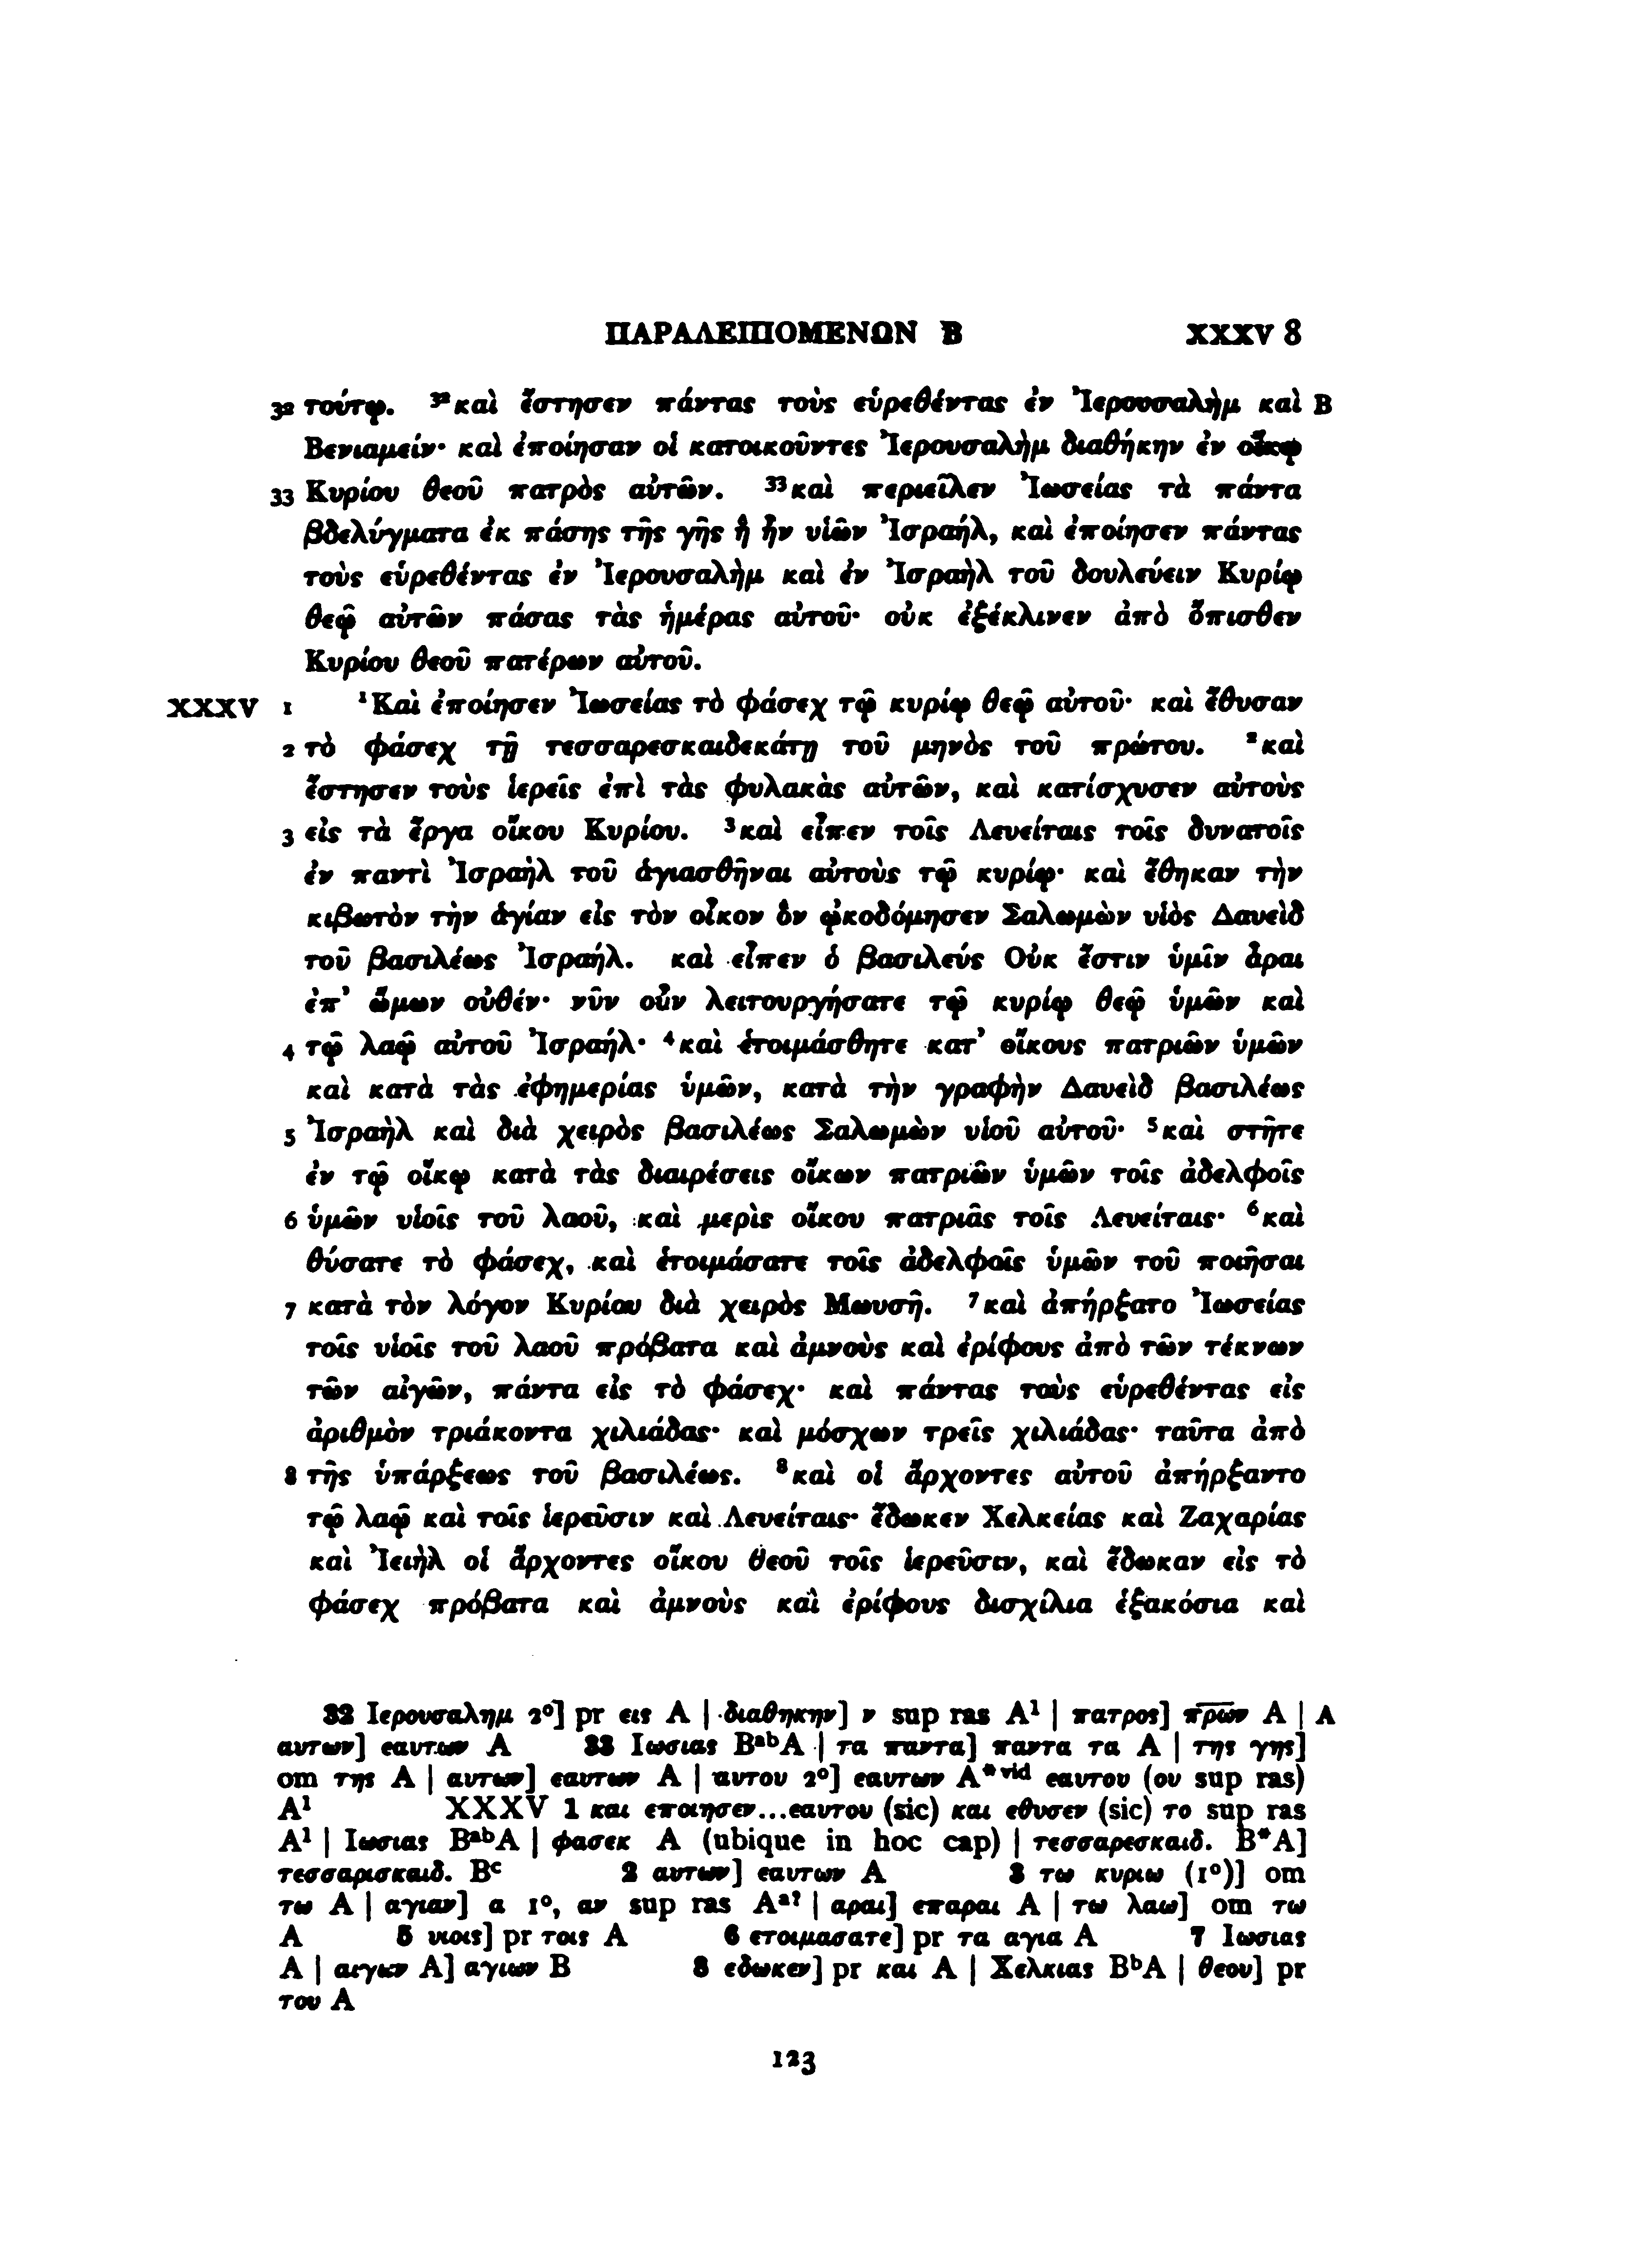 ΠΑΡΑΛΕΙΠΟΜΕΝΩΝ Β XXXV 8
32 τούτῳ. ³²καὶ ἔστησεν πάντας τοὺς εὑρεθέντας ἐν Ἰερουσαλὴμ καὶ B
Βενιαμείν· καὶ ἐποίησαν οἱ κατοικοῦντες Ἰερουσαλὴμ διαθήκην ἐν οἴκῳ
33 Κυρίου θεοῦ πατρὸς αὐτῶν. ³³καὶ περιεῖλεν Ἰωσείας τὰ πάντα
βδελύγματα ἐκ πάσης τῆς γῆς ἣ ἦν υἱῶν Ἰσραήλ, καὶ ἐποίησεν πάντας
τοὺς εὑρεθέντας ἐν Ἰερουσαλὴμ καὶ ἐν Ἰσραὴλ τοῦ δουλεύειν Κυρίῳ
θεῷ αὐτῶν πάσας τὰς ἡμέρας αὐτοῦ· οὐκ ἐξέκλινεν ἀπὸ ὄπισθεν
Κυρίου θεοῦ πατέρων αὐτοῦ.
XXXV 1 ¹Καὶ ἐποίησεν Ἰωσείας τὸ φάσεχ τῷ κυρίῳ θεῷ αὐτοῦ· καὶ ἔθυσαν
2 τὸ φάσεχ τῇ τεσσαρεσκαιδεκάτῃ τοῦ μηνὸς τοῦ πρώτου. ²καὶ
ἔστησεν τοὺς ἱερεῖς ἐπὶ τὰς φυλακὰς αὐτῶν, καὶ κατίσχυσεν αὐτοὺς
3 εἰς τὰ ἔργα οἴκου Κυρίου. ³καὶ εἶπεν τοῖς Λευείταις τοῖς δυνατοῖς
ἐν παντὶ Ἰσραὴλ τοῦ ἁγιασθῆναι αὐτοὺς τῷ κυρίῳ· καὶ ἔθηκαν τὴν
κιβωτὸν τὴν ἁγίαν εἰς τὸν οἶκον ὃν ᾠκοδόμησεν Σαλωμὼν υἱὸς Δαυεὶδ
τοῦ βασιλέως Ἰσραήλ. καὶ εἶπεν ὁ βασιλεύς Οὐκ ἔστιν ὑμῖν ἆραι
ἐπ’ ὤμων οὐθέν· νῦν οὖν λειτουργήσατε τῷ κυρίῳ θεῷ ὑμῶν καὶ
4 τῷ λαῷ αὐτοῦ Ἰσραήλ· ⁴καὶ ἑτοιμάσθητε κατ’ οἴκους πατριῶν ὑμῶν
καὶ κατὰ τὰς ἐφημερίας ὑμῶν, κατὰ τὴν γραφὴν Δαυεὶδ βασιλέως
5 Ἰσραὴλ καὶ διὰ χειρὸς βασιλέως Σαλωμὼν υἱοῦ αὐτοῦ· ⁵καὶ στῆτε
ἐν τῷ οἴκῳ κατὰ τὰς διαιρέσεις οἴκων πατριῶν ὑμῶν τοῖς ἀδελφοῖς
6 ὑμῶν υἱοῖς τοῦ λαοῦ, καὶ μερὶς οἴκου πατριᾶς τοῖς Λευείταις· ⁶καὶ
θύσατε τὸ φάσεχ, καὶ ἑτοιμάσατε τοῖς ἀδελφοῖς ὑμῶν τοῦ ποιῆσαι
7 κατὰ τὸν λόγον Κυρίου διὰ χειρὸς Μωυσῆ. ⁷καὶ ἀπήρξατο Ἰωσείας
τοῖς υἱοῖς τοῦ λαοῦ πρόβατα καὶ ἀμνοὺς καὶ ἐρίφους ἀπὸ τῶν τέκνων
τῶν αἰγῶν, πάντα εἰς τὸ φάσεχ· καὶ πάντας τοὺς εὑρεθέντας εἰς
ἀριθμὸν τριάκοντα χιλιάδας· καὶ μόσχων τρεῖς χιλιάδας· ταῦτα ἀπὸ
8 τῆς ὑπάρξεως τοῦ βασιλέως. ⁸καὶ οἱ ἄρχοντες αὐτοῦ ἀπήρξαντο
τῷ λαῷ καὶ τοῖς ἱερεῦσιν καὶ Λευείταις· ἔδωκεν Χελκείας καὶ Ζαχαρίας
καὶ Ἰειὴλ οἱ ἄρχοντες οἴκου θεοῦ τοῖς ἱερεῦσιν, καὶ ἔδωκαν εἰς τὸ
φάσεχ πρόβατα καὶ ἀμνοὺς καὶ ἐρίφους δισχίλια ἑξακόσια καὶ
32 Ιερουσαλημ 2º] pr εις A | διαθηκην] ν sup ras A¹ | πατρος] π̅ρ̅ω̅ν̅ A | A
αυτων] εαυτων A 33 Ιωσιας BᵃᵇA | τα παντα] παντα τα A | της γης]
om της A | αυτων] εαυτων A | αυτου 2º] εαυτων A*ᵛⁱᵈ εαυτου (ου sup ras)
A¹ XXXV 1 και εποιησεν...εαυτου (sic) και εθυσεν (sic) το sup ras
A¹ | Ιωσιας BᵃᵇA | φασεκ A (ubique in hoc cap) | τεσσαρεσκαιδ. B*A]
τεσσαρισκαιδ. Bᶜ 2 αυτων] εαυτων A 3 τω κυριω (1º)] om
τω A | αγιαν] α 1º, αν sup ras Aᵃ? | αραι] επαραι A | τω λαω] om τω
A 5 υιοις] pr τοις A 6 ετοιμασατε] pr τα αγια A 7 Ιωσιας
A | αιγων A] αγιων B 8 εδωκεν] pr και A | Χελκιας BᵇA | θεου] pr
του A
123